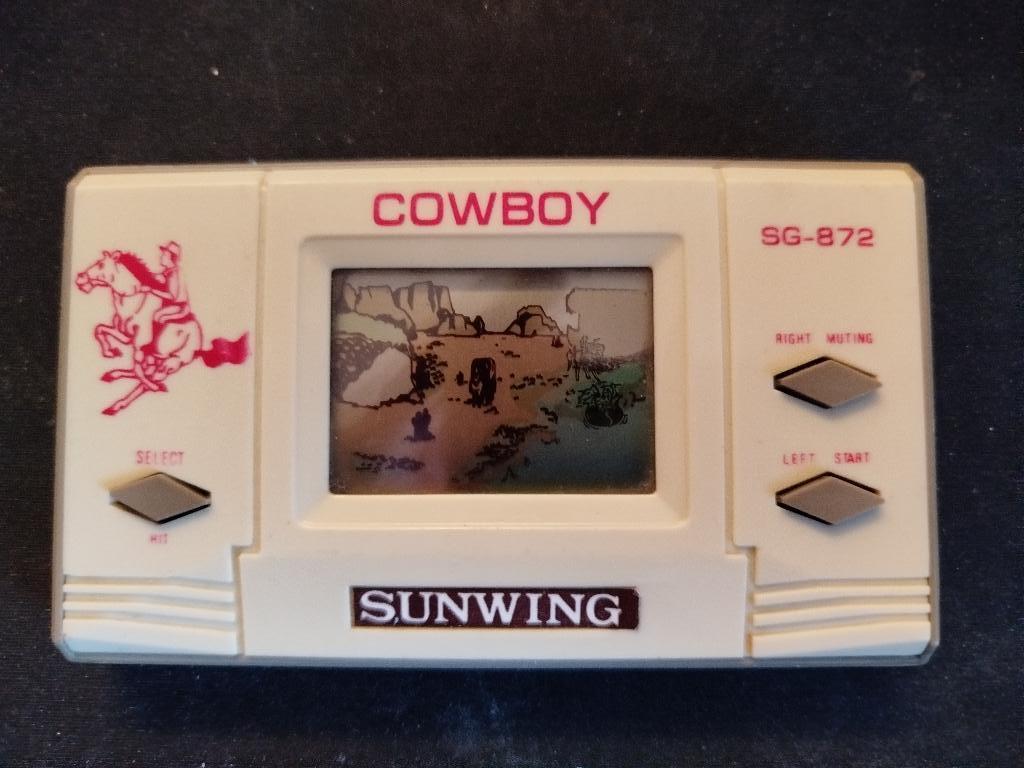 COWBOY
SG-872
RIGHT MUTING
LEFT START
SELECT
HIT
SUNWING